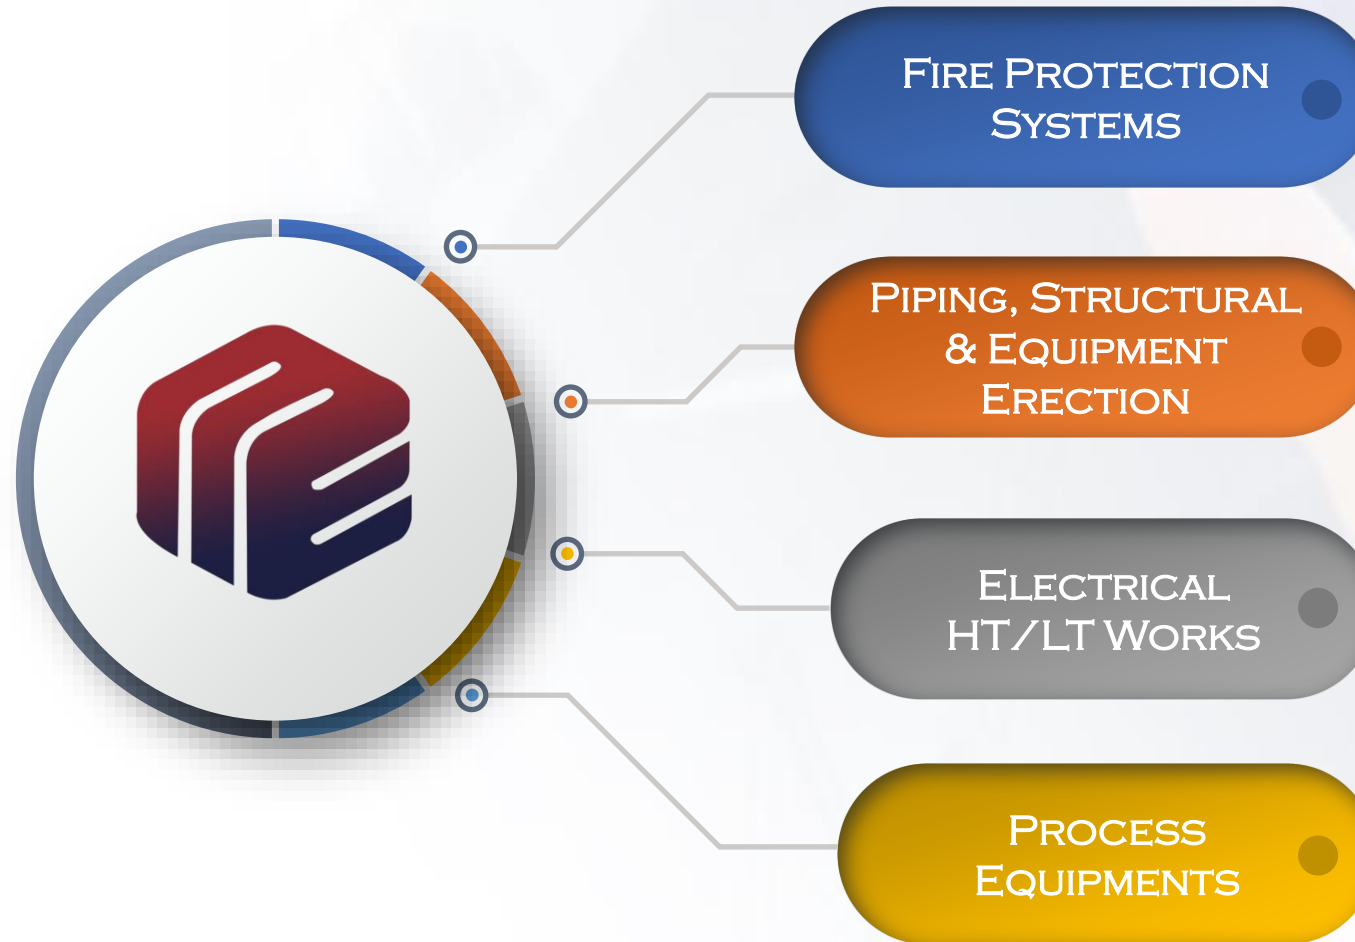 Fire Protection
Systems
Piping, Structural
& Equipment
Erection
Electrical
HT/LT Works
Process
Equipments